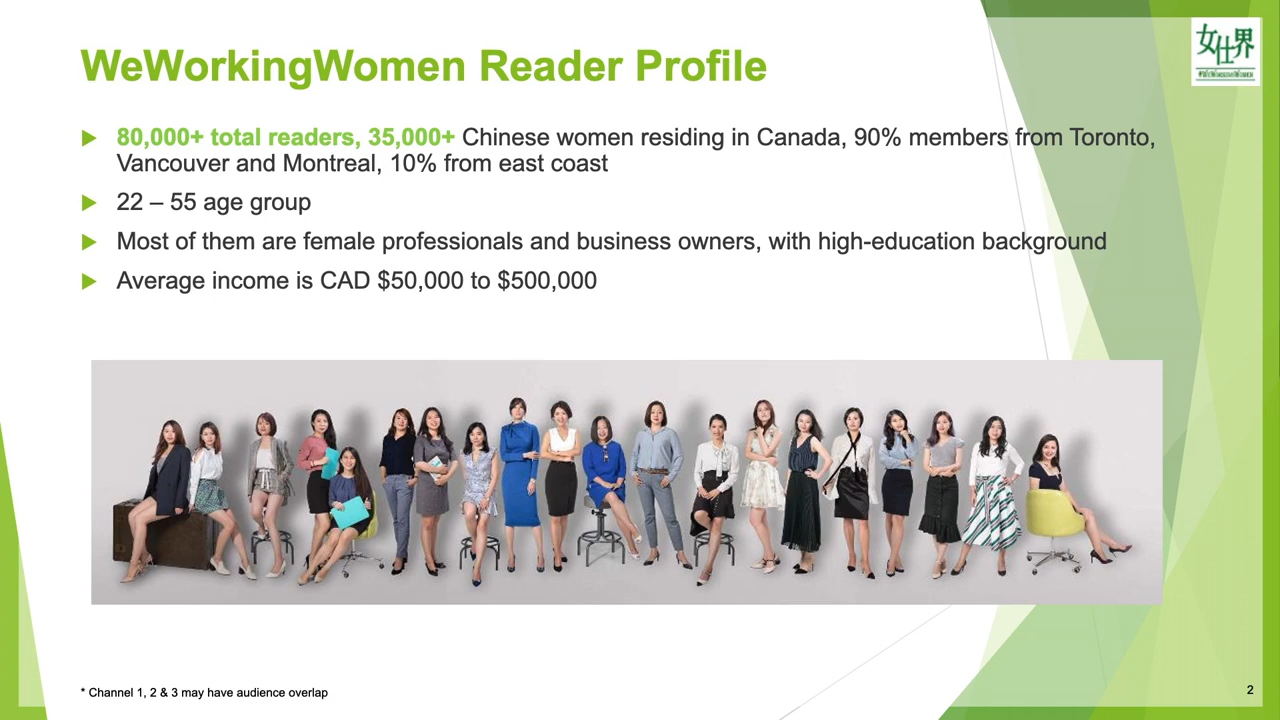 女仕界
#WeWorkingWomen
WeWorkingWomen Reader Profile
80,000+ total readers, 35,000+ Chinese women residing in Canada, 90% members from Toronto,
Vancouver and Montreal, 10% from east coast
22 – 55 age group
Most of them are female professionals and business owners, with high-education background
Average income is CAD $50,000 to $500,000
* Channel 1, 2 & 3 may have audience overlap
2